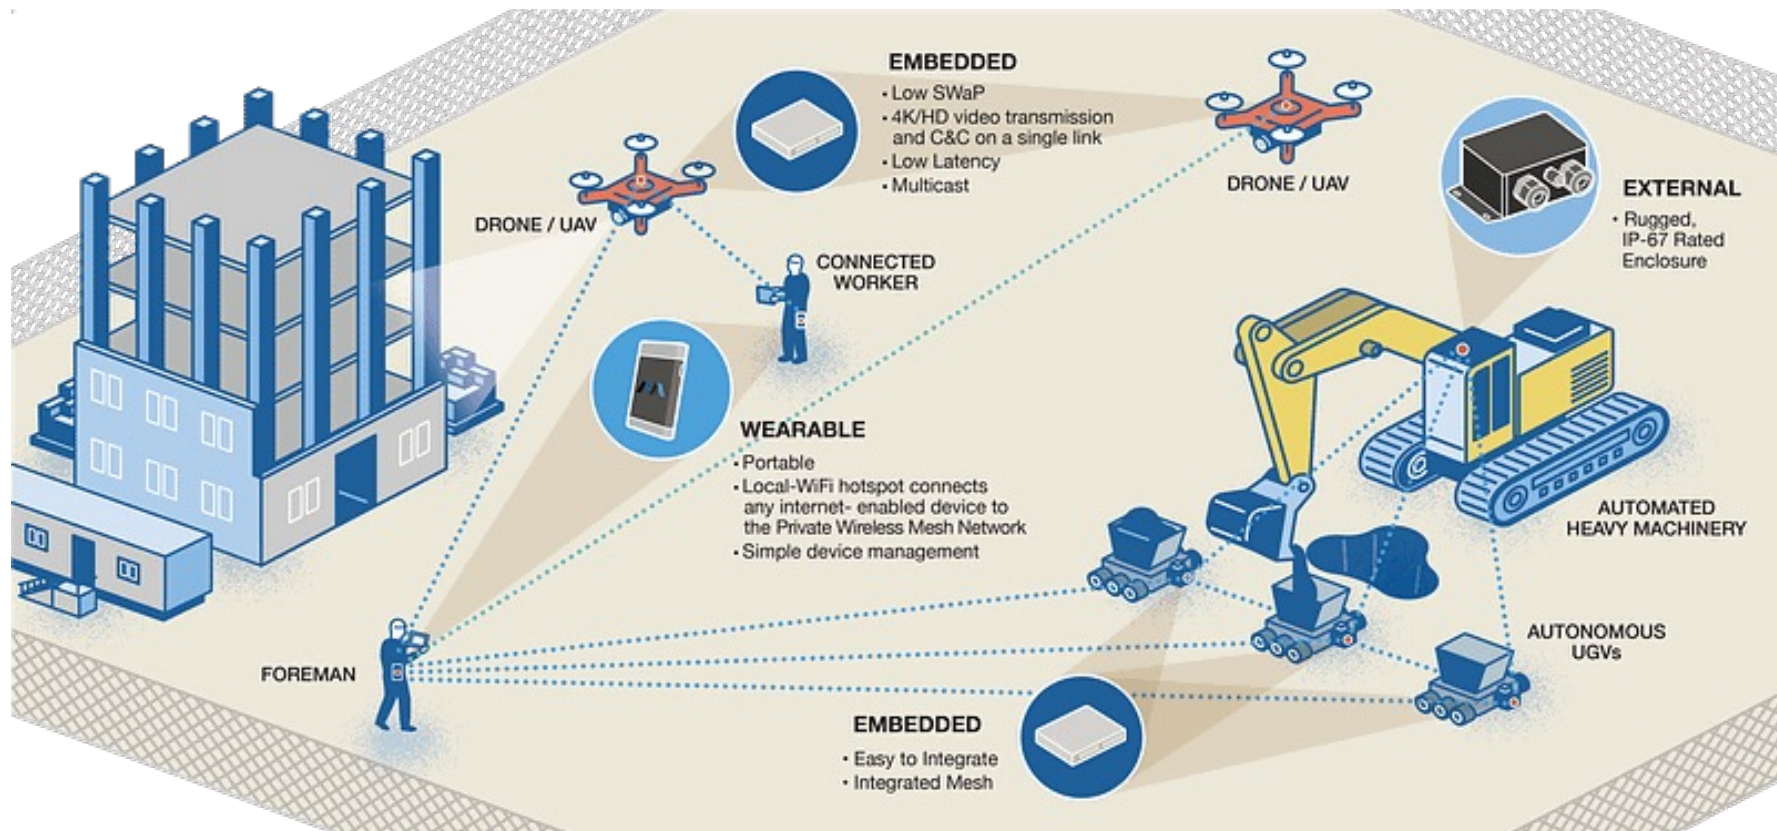 EMBEDDED
• Low SWaP
• 4K/HD video transmission
and C&C on a single link
• Low Latency
• Multicast
DRONE / UAV
DRONE / UAV
EXTERNAL
• Rugged,
IP-67 Rated
Enclosure
CONNECTED
WORKER
WEARABLE
• Portable
• Local-WiFi hotspot connects
any internet- enabled device to
the Private Wireless Mesh Network
• Simple device management
AUTOMATED
HEAVY MACHINERY
AUTONOMOUS
UGVs
FOREMAN
EMBEDDED
• Easy to Integrate
• Integrated Mesh